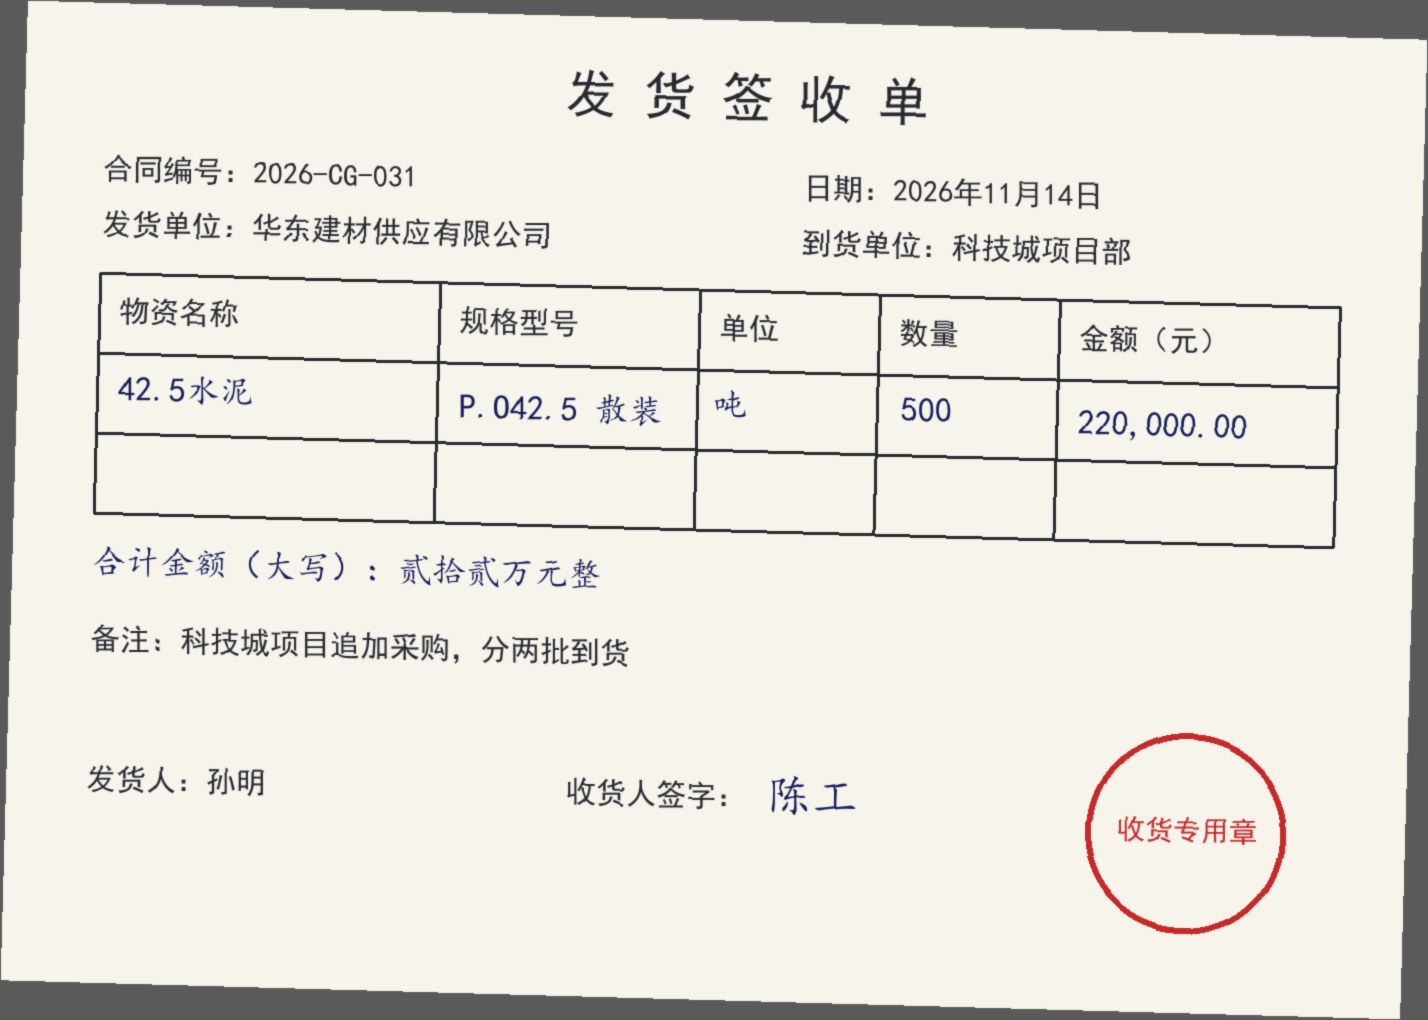 发货签收单
合同编号：2026-CG-031
日期：2026年11月14日
发货单位：华东建材供应有限公司
到货单位：科技城项目部
物资名称 规格型号 单位 数量 金额（元）
42.5水泥 P.042.5 散装 吨 500 220,000.00
合计金额（大写）：贰拾贰万元整
备注：科技城项目追加采购，分两批到货
发货人：孙明
收货人签字：陈工
收货专用章